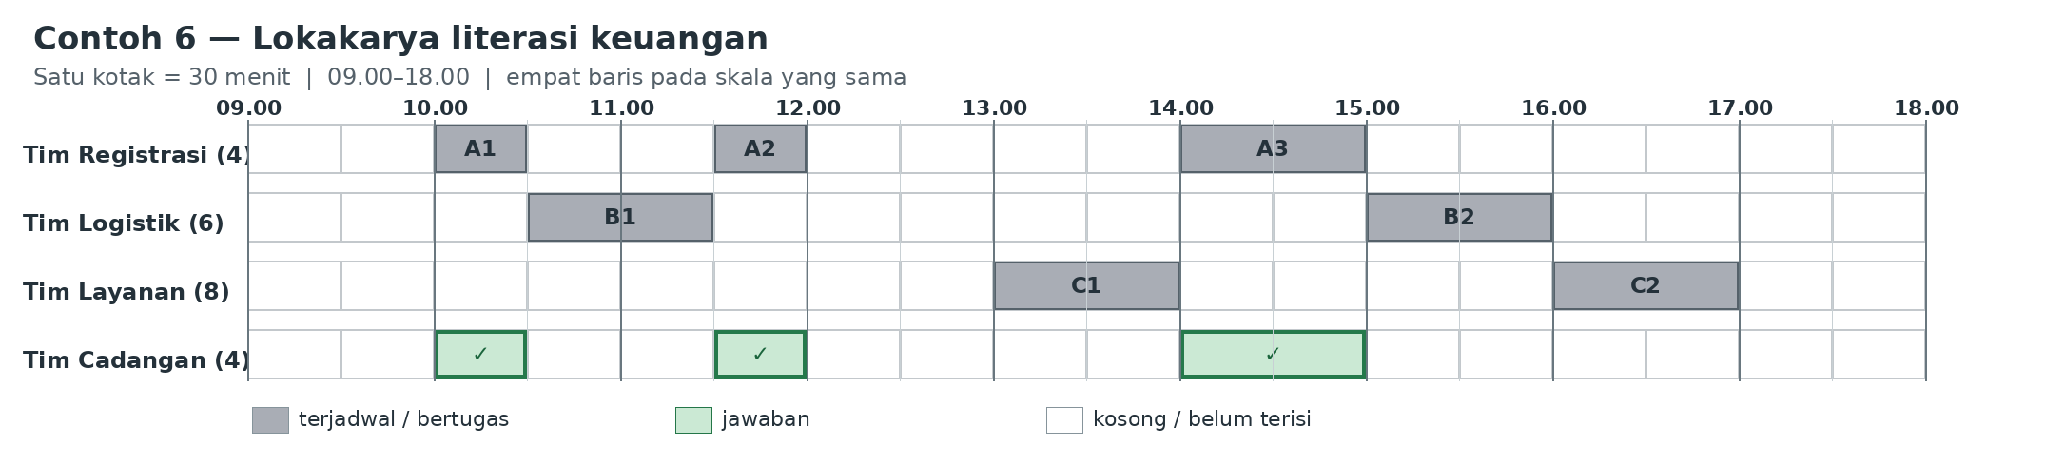 Contoh 6 — Lokakarya literasi keuangan
Satu kotak = 30 menit | 09.00–18.00 | empat baris pada skala yang sama
09.00 10.00 11.00 12.00 13.00 14.00 15.00 16.00 17.00 18.00
Tim Registrasi (4) A1 A2 A3
Tim Logistik (6) B1 B2
Tim Layanan (8) C1 C2
Tim Cadangan (4) ✓ ✓ ✓
terjadwal / bertugas jawaban kosong / belum terisi